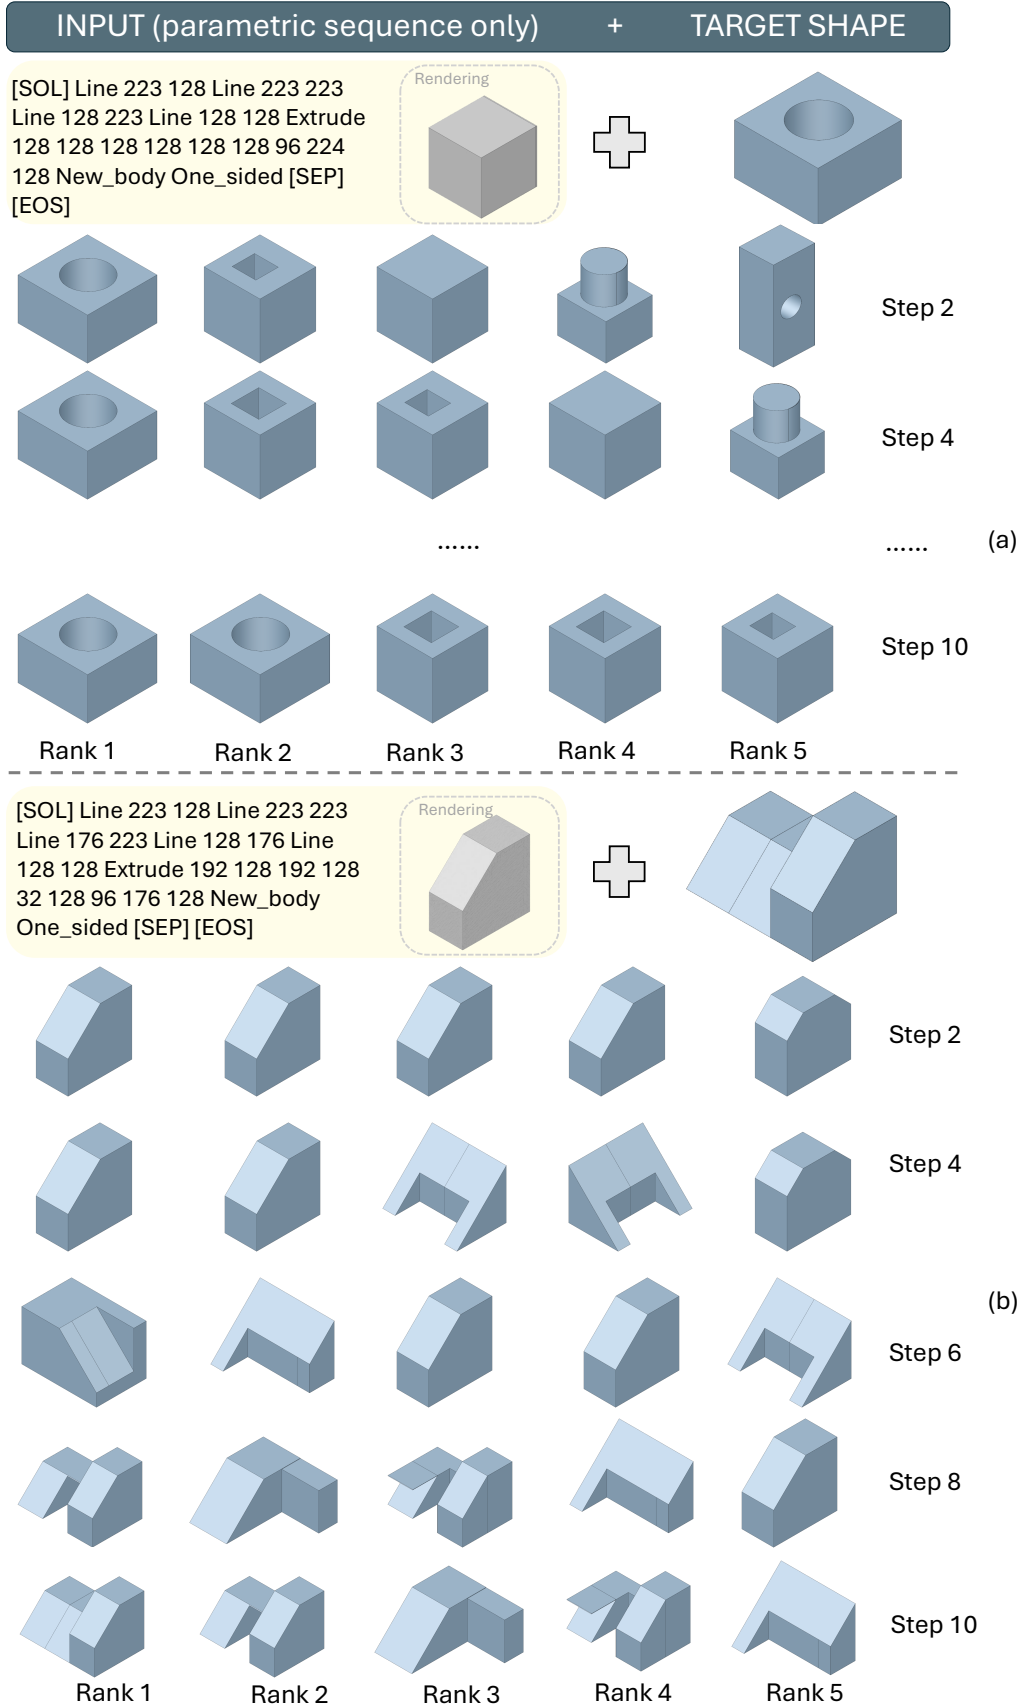 INPUT (parametric sequence only) + TARGET SHAPE
[SOL] Line 223 128 Line 223 223
Line 128 223 Line 128 128 Extrude
128 128 128 128 128 128 96 224
128 New_body One_sided [SEP]
[EOS]
Rendering
Step 2
Step 4
...... ......
(a)
Step 10
Rank 1 Rank 2 Rank 3 Rank 4 Rank 5
[SOL] Line 223 128 Line 223 223
Line 176 223 Line 128 176 Line
128 128 Extrude 192 128 192 128
32 128 96 176 128 New_body
One_sided [SEP] [EOS]
Rendering
Step 2
Step 4
(b)
Step 6
Step 8
Step 10
Rank 1 Rank 2 Rank 3 Rank 4 Rank 5